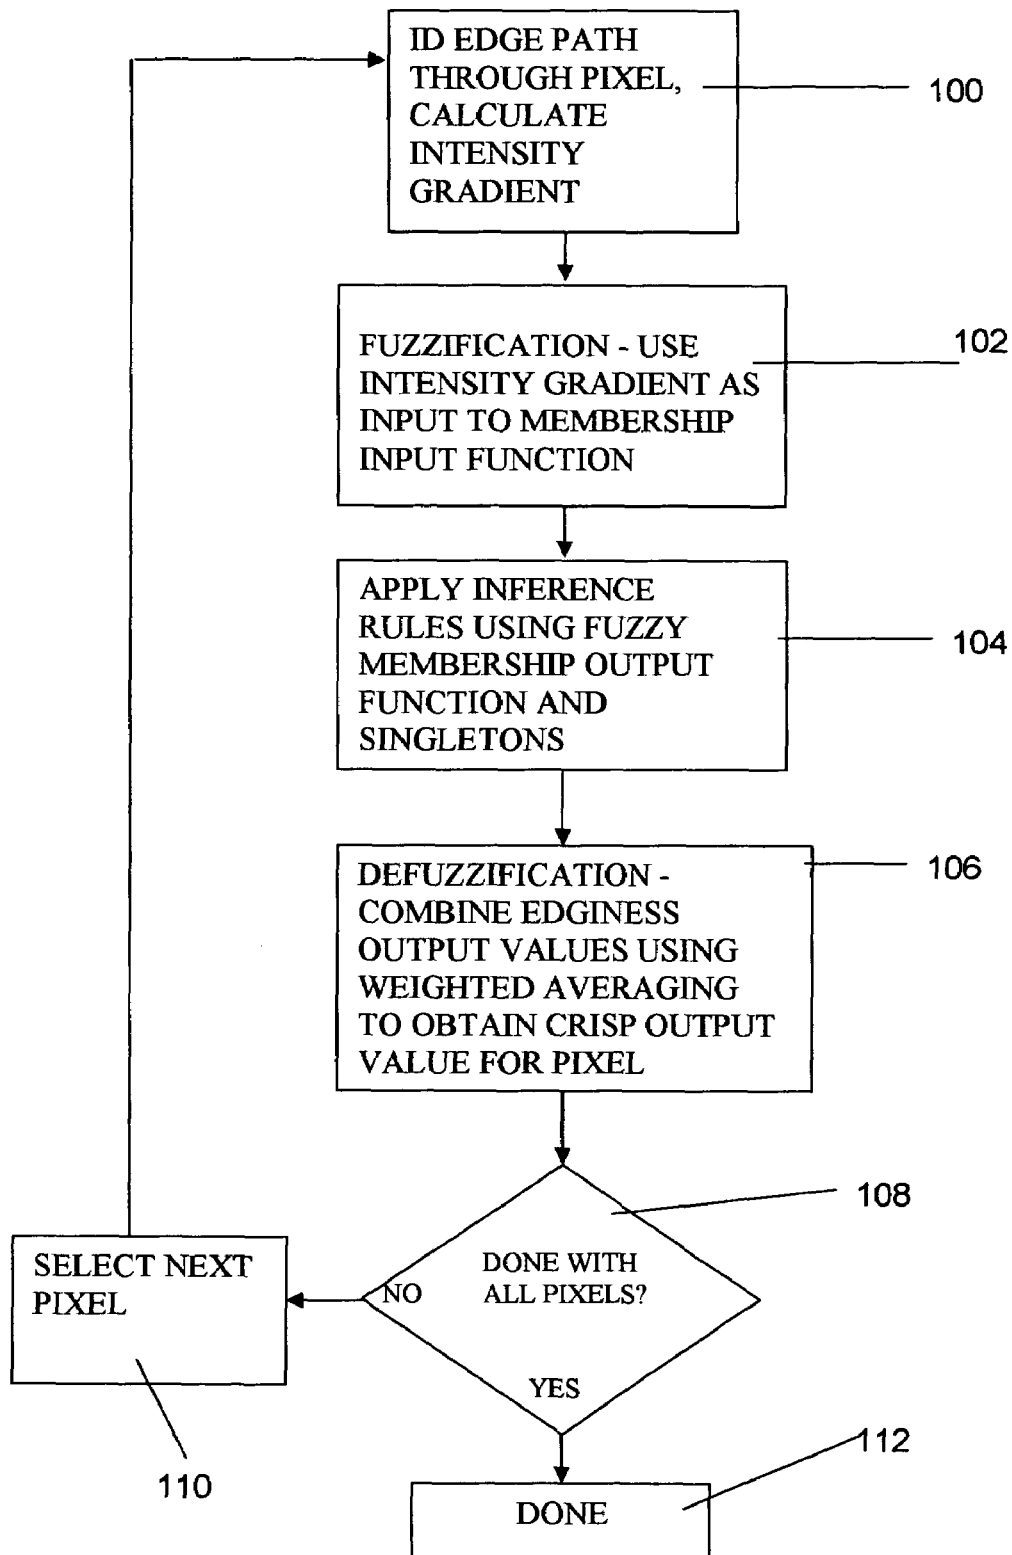 ID EDGE PATH
THROUGH PIXEL,
CALCULATE
INTENSITY
GRADIENT
100
FUZZIFICATION - USE
INTENSITY GRADIENT AS
INPUT TO MEMBERSHIP
INPUT FUNCTION
102
APPLY INFERENCE
RULES USING FUZZY
MEMBERSHIP OUTPUT
FUNCTION AND
SINGLETONS
104
DEFUZZIFICATION -
COMBINE EDGINESS
OUTPUT VALUES USING
WEIGHTED AVERAGING
TO OBTAIN CRISP OUTPUT
VALUE FOR PIXEL
106
108
DONE WITH
ALL PIXELS?
NO
YES
SELECT NEXT
PIXEL
110
112
DONE